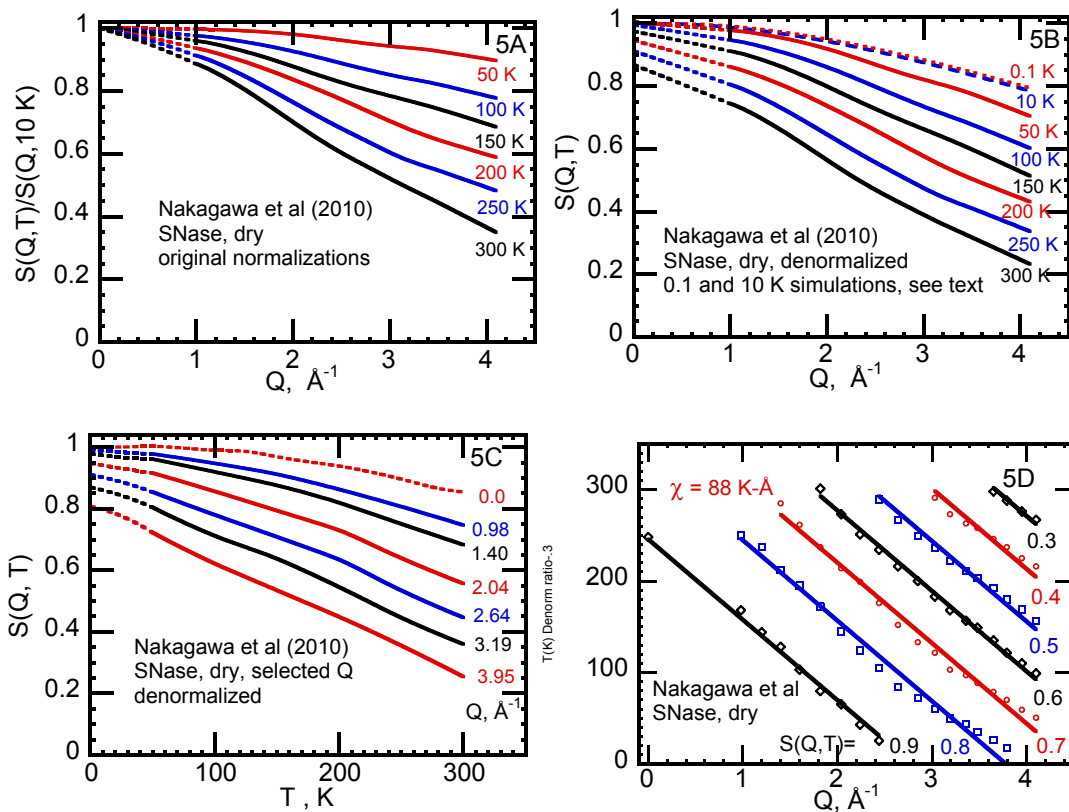 5A
S(Q,T)/S(Q,10 K)
1
0.8
0.6
0.4
0.2
0
50 K
100 K
150 K
200 K
250 K
300 K
Nakagawa et al (2010)
SNase, dry
original normalizations
0 1 2 3 4
Q, Å-1
5B
S(Q,T)
1
0.8
0.6
0.4
0.2
0
0.1 K
10 K
50 K
100 K
150 K
200 K
250 K
300 K
Nakagawa et al (2010)
SNase, dry, denormalized
0.1 and 10 K simulations, see text
0 1 2 3 4
Q, Å-1
5C
S(Q, T)
1
0.8
0.6
0.4
0.2
0
0.0
0.98
1.40
2.04
2.64
3.19
3.95
Q, Å-1
Nakagawa et al (2010)
SNase, dry, selected Q
denormalized
0 100 200 300
T , K
5D
T(K) Denorm ratio-.3
300
200
100
0
χ = 88 K-Å
0.3
0.4
0.5
0.6
0.7
0.8
0.9
S(Q,T)=
Nakagawa et al
SNase, dry
0 1 2 3 4
Q, Å-1